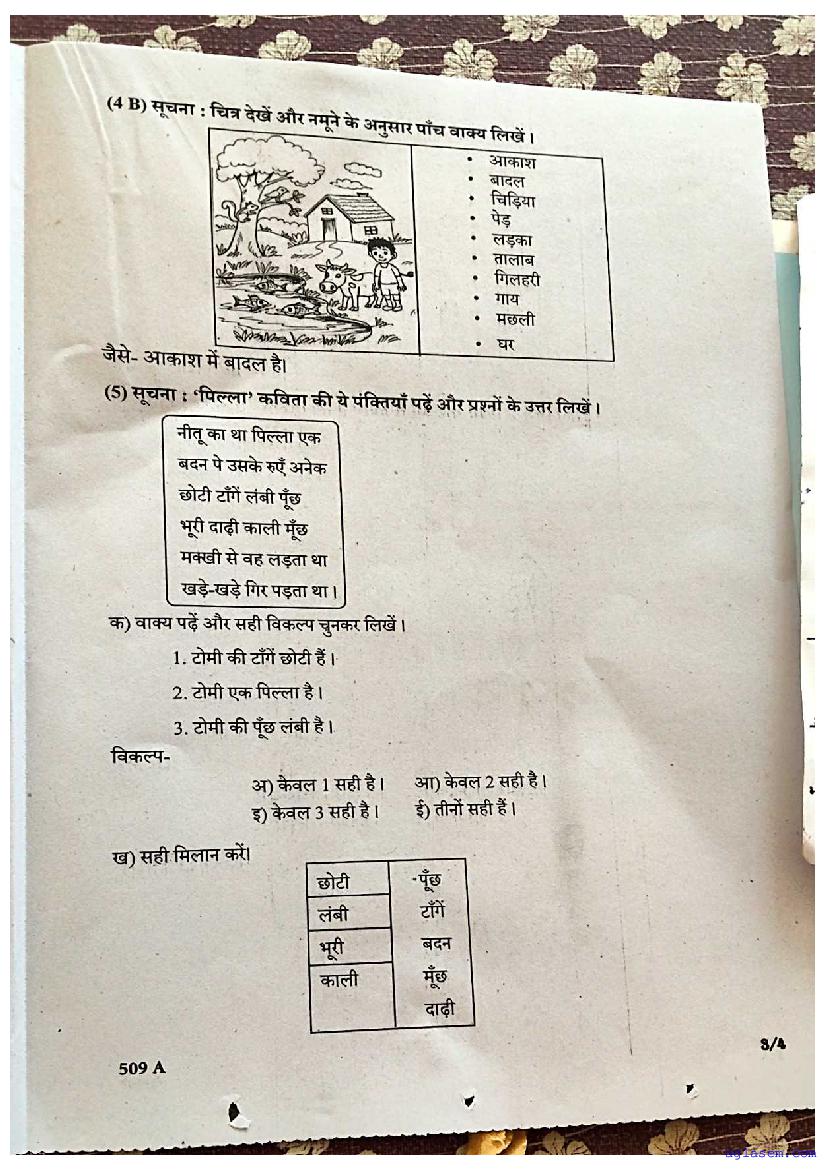 (4 B) सूचना : चित्र देखें और नमूने के अनुसार पाँच वाक्य लिखें।
• आकाश
• बादल
• चिड़िया
• पेड़
• लड़का
• तालाब
• गिलहरी
• गाय
• मछली
• घर
जैसे- आकाश में बादल है।
(5) सूचना : ‘पिल्ला’ कविता की ये पंक्तियाँ पढ़ें और प्रश्नों के उत्तर लिखें।
नीतू का था पिल्ला एक
बदन पे उसके रुएँ अनेक
छोटी टाँगें लंबी पूँछ
भूरी दाढ़ी काली मूँछ
मक्खी से वह लड़ता था
खड़े-खड़े गिर पड़ता था।
क) वाक्य पढ़ें और सही विकल्प चुनकर लिखें।
1. टोमी की टाँगें छोटी हैं।
2. टोमी एक पिल्ला है।
3. टोमी की पूँछ लंबी है।
विकल्प-
अ) केवल 1 सही है। आ) केवल 2 सही है।
इ) केवल 3 सही है। ई) तीनों सही हैं।
ख) सही मिलान करें।
छोटी पूँछ
लंबी टाँगें
भूरी बदन
काली मूँछ
दाढ़ी
3/4
509 A
aglasem.com